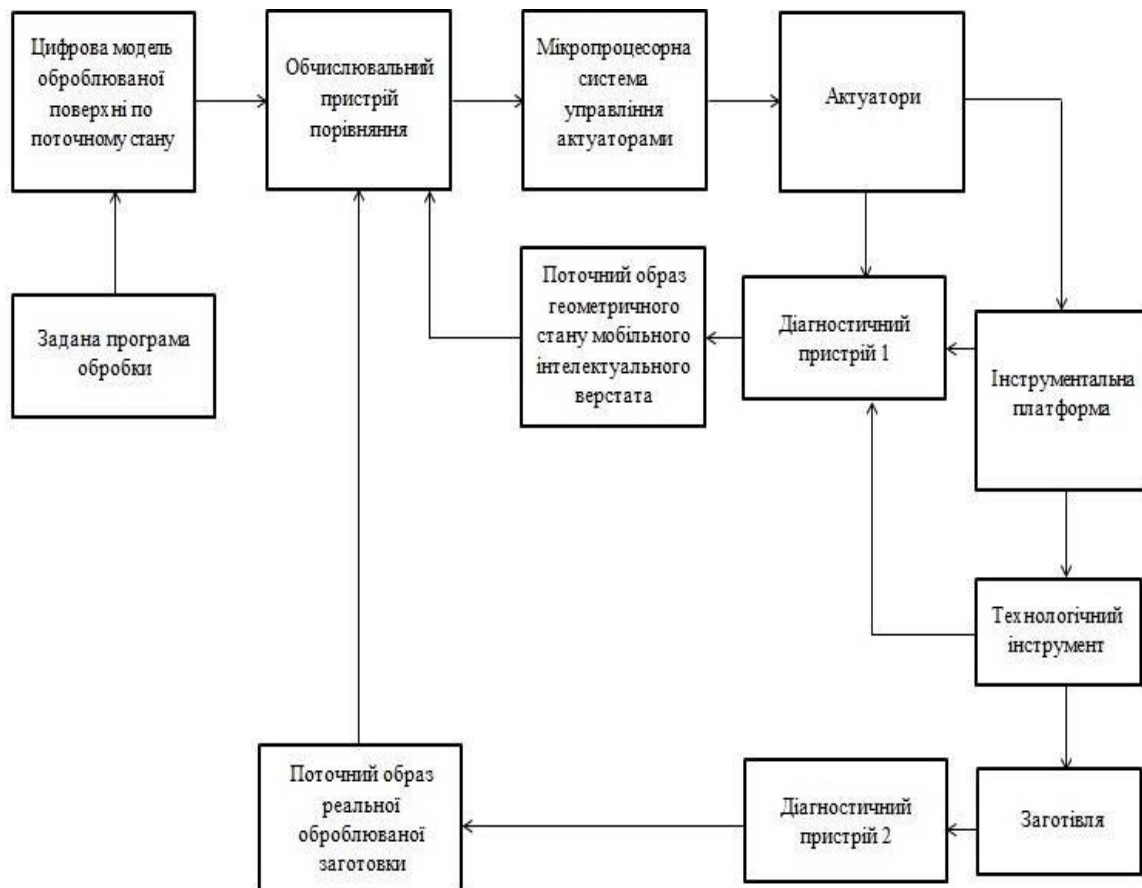 Цифрова модель
оброблюваної
поверхні по
поточному стану
Обчислювальний
пристрій
порівняння
Мікропроцесорна
система
управління
актуаторами
Актуатори
Задана програма
обробки
Поточний образ
геометричного
стану мобільного
інтелектуального
верстата
Діагностичний
пристрій 1
Інструментальна
платформа
Технологічний
інструмент
Поточний образ
реальної
оброблюваної
заготовки
Діагностичний
пристрій 2
Заготівля